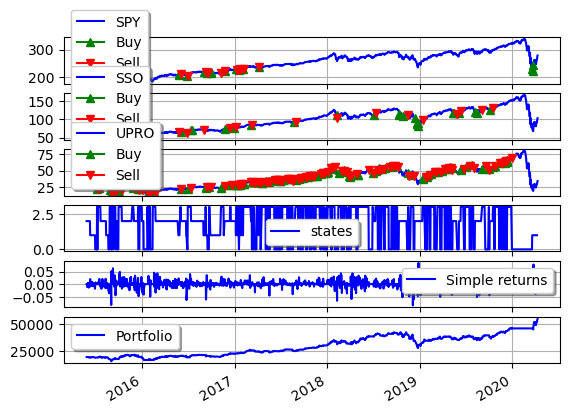 SPY
Buy
Sell
300
200
SSO
Buy
Sell
150
100
50
UPRO
Buy
Sell
75
50
25
states
2.5
0.0
Simple returns
0.05
0.00
−0.05
Portfolio
50000
25000
2016
2017
2018
2019
2020